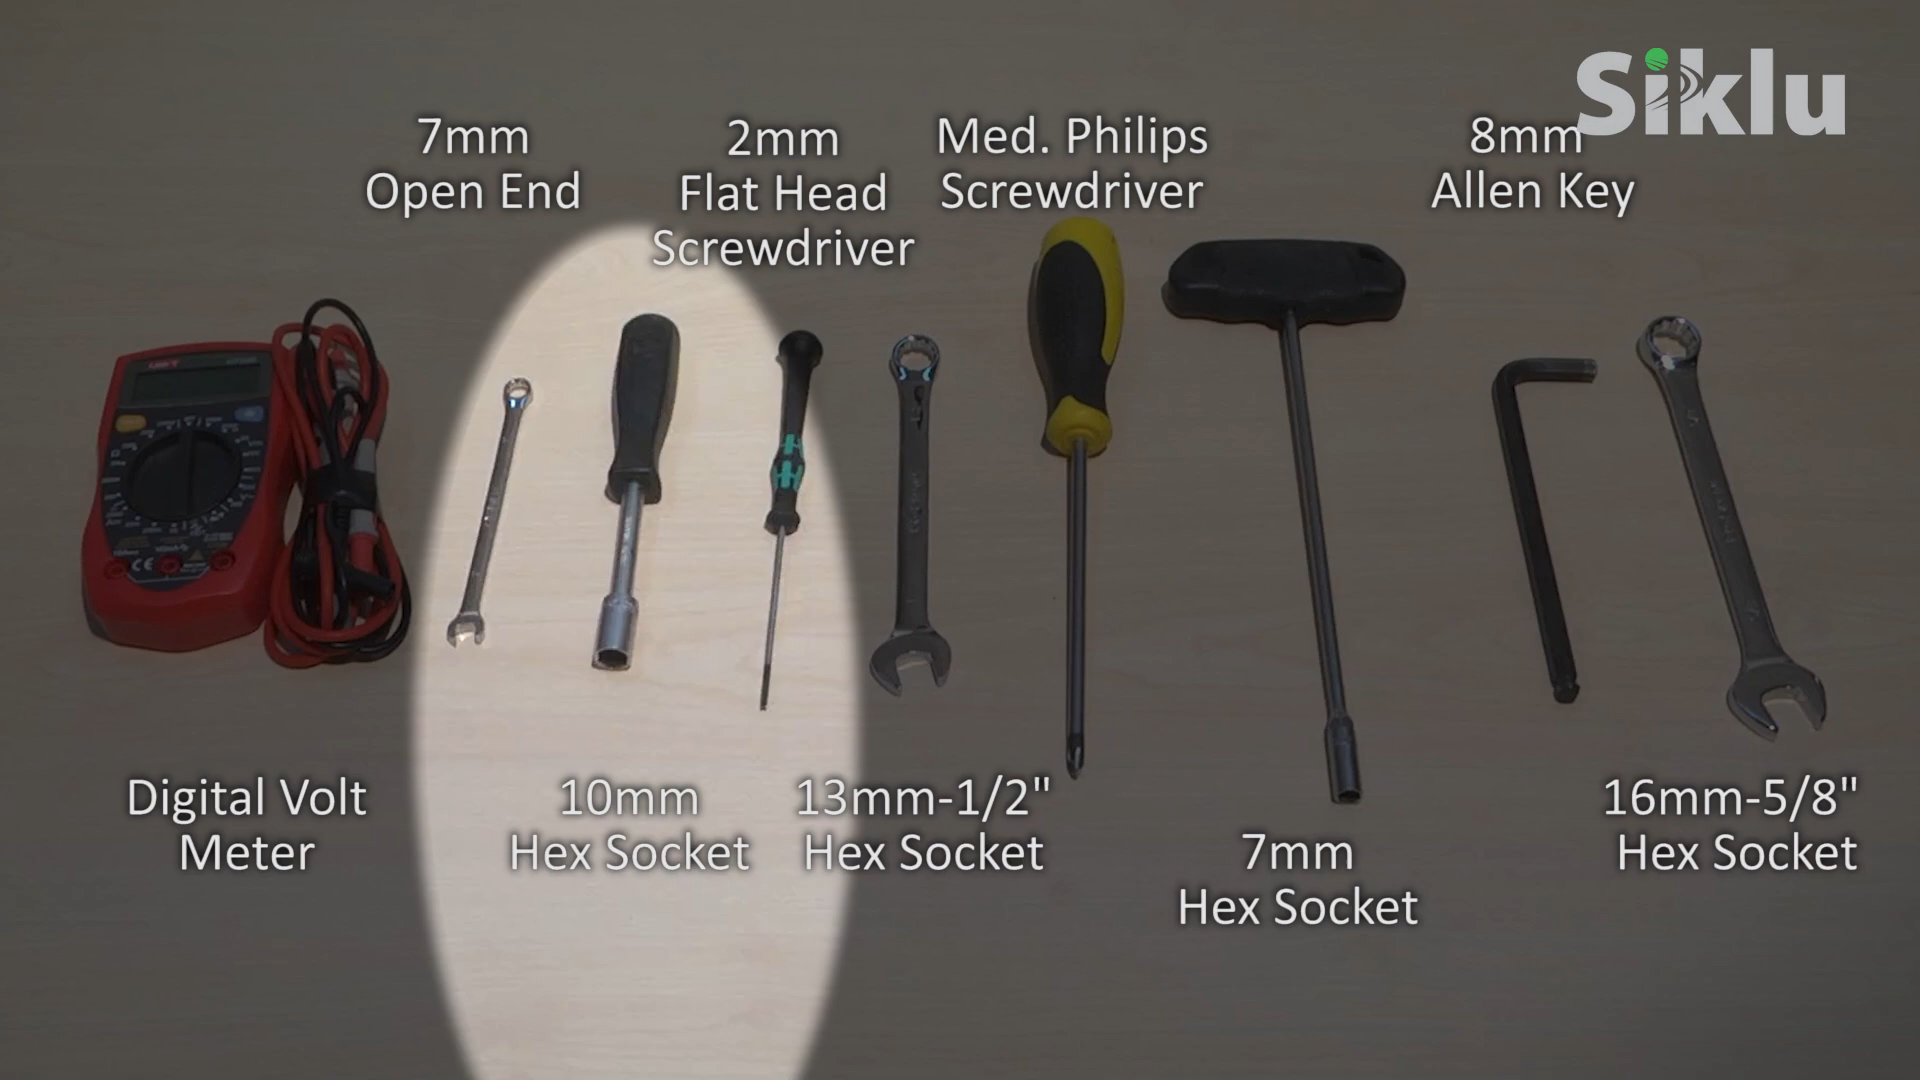 Siklu
7mm
Open End
2mm
Flat Head
Screwdriver
Med. Philips
Screwdriver
8mm
Allen Key
CE
Digital Volt
Meter
10mm
Hex Socket
13mm-1/2"
Hex Socket
7mm
Hex Socket
16mm-5/8"
Hex Socket